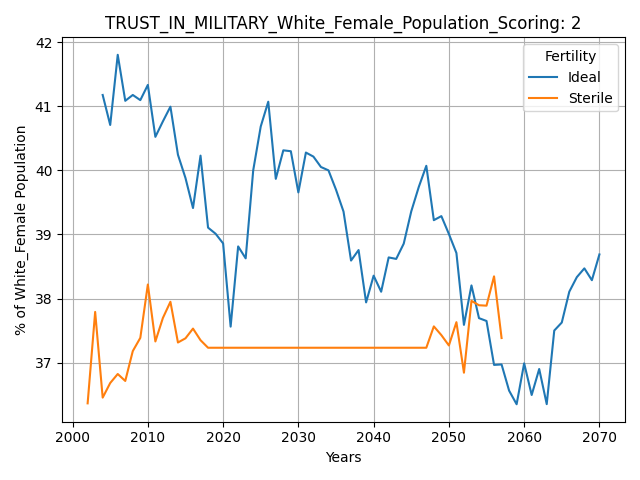 TRUST_IN_MILITARY_White_Female_Population_Scoring: 2
Fertility
Ideal
Sterile
% of White_Female Population
42
41
40
39
38
37
2000 2010 2020 2030 2040 2050 2060 2070
Years